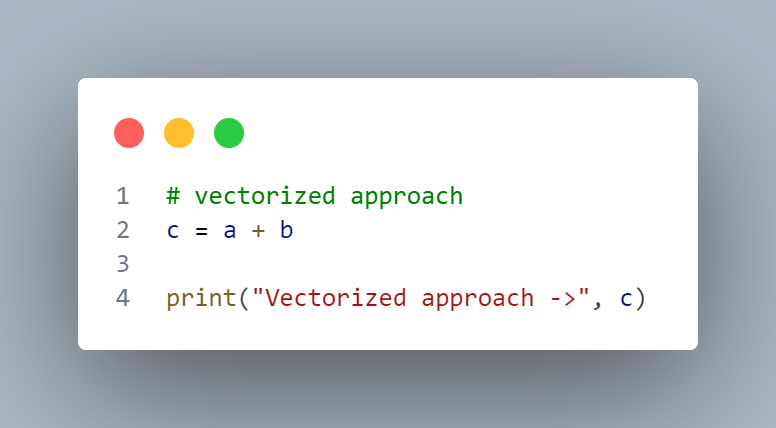 1 # vectorized approach
2 c = a + b
3
4 print("Vectorized approach ->", c)